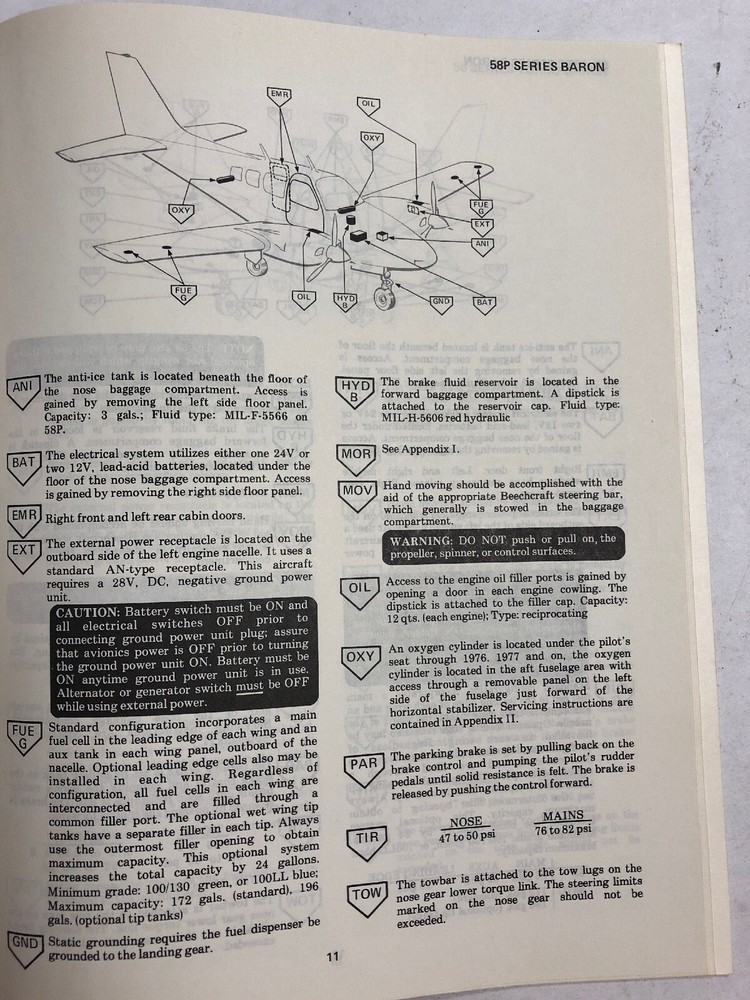 58P SERIES BARON
EMR
OIL
OXY
OXY
FUE G
EXT
ANI
FUE G
OIL
HYD B
GND
BAT
ANI
The anti-ice tank is located beneath the floor of
the nose baggage compartment. Access is
gained by removing the left side floor panel.
Capacity: 3 gals.; Fluid type: MIL-F-5566 on
58P.
BAT
The electrical system utilizes either one 24V or
two 12V, lead-acid batteries, located under the
floor of the nose baggage compartment. Access
is gained by removing the right side floor panel.
EMR
Right front and left rear cabin doors.
EXT
The external power receptacle is located on the
outboard side of the left engine nacelle. It uses a
standard AN-type receptacle. This aircraft
requires a 28V, DC, negative ground power
unit.
CAUTION: Battery switch must be ON and
all electrical switches OFF prior to
connecting ground power unit plug; assure
that avionics power is OFF prior to turning
the ground power unit ON. Battery must be
ON anytime ground power unit is in use.
Alternator or generator switch must be OFF
while using external power.
FUE G
Standard configuration incorporates a main
fuel cell in the leading edge of each wing and an
aux tank in each wing panel, outboard of the
nacelle. Optional leading edge cells also may be
installed in each wing. Regardless of
configuration, all fuel cells in each wing are
interconnected and are filled through a
common filler port. The optional wet wing tip
tanks have a separate filler in each tip. Always
use the outermost filler opening to obtain
maximum capacity. This optional system
increases the total capacity by 24 gallons.
Minimum grade: 100/130 green, or 100LL blue;
Maximum capacity: 172 gals. (standard), 196
gals. (optional tip tanks)
GND
Static grounding requires the fuel dispenser be
grounded to the landing gear.
HYD B
The brake fluid reservoir is located in the
forward baggage compartment. A dipstick is
attached to the reservoir cap. Fluid type:
MIL-H-5606 red hydraulic
MOR
See Appendix I.
MOV
Hand moving should be accomplished with the
aid of the appropriate Beechcraft steering bar,
which generally is stowed in the baggage
compartment.
WARNING: DO NOT push or pull on, the
propeller, spinner, or control surfaces.
OIL
Access to the engine oil filler ports is gained by
opening a door in each engine cowling. The
dipstick is attached to the filler cap. Capacity:
12 qts. (each engine); Type: reciprocating
OXY
An oxygen cylinder is located under the pilot's
seat through 1976. 1977 and on, the oxygen
cylinder is located in the aft fuselage area with
access through a removable panel on the left
side of the fuselage just forward of the
horizontal stabilizer. Servicing instructions are
contained in Appendix II.
PAR
The parking brake is set by pulling back on the
brake control and pumping the pilot's rudder
pedals until solid resistance is felt. The brake is
released by pushing the control forward.
TIR
NOSE MAINS
47 to 50 psi 76 to 82 psi
TOW
The towbar is attached to the tow lugs on the
nose gear lower torque link. The steering limits
marked on the nose gear should not be
exceeded.
11